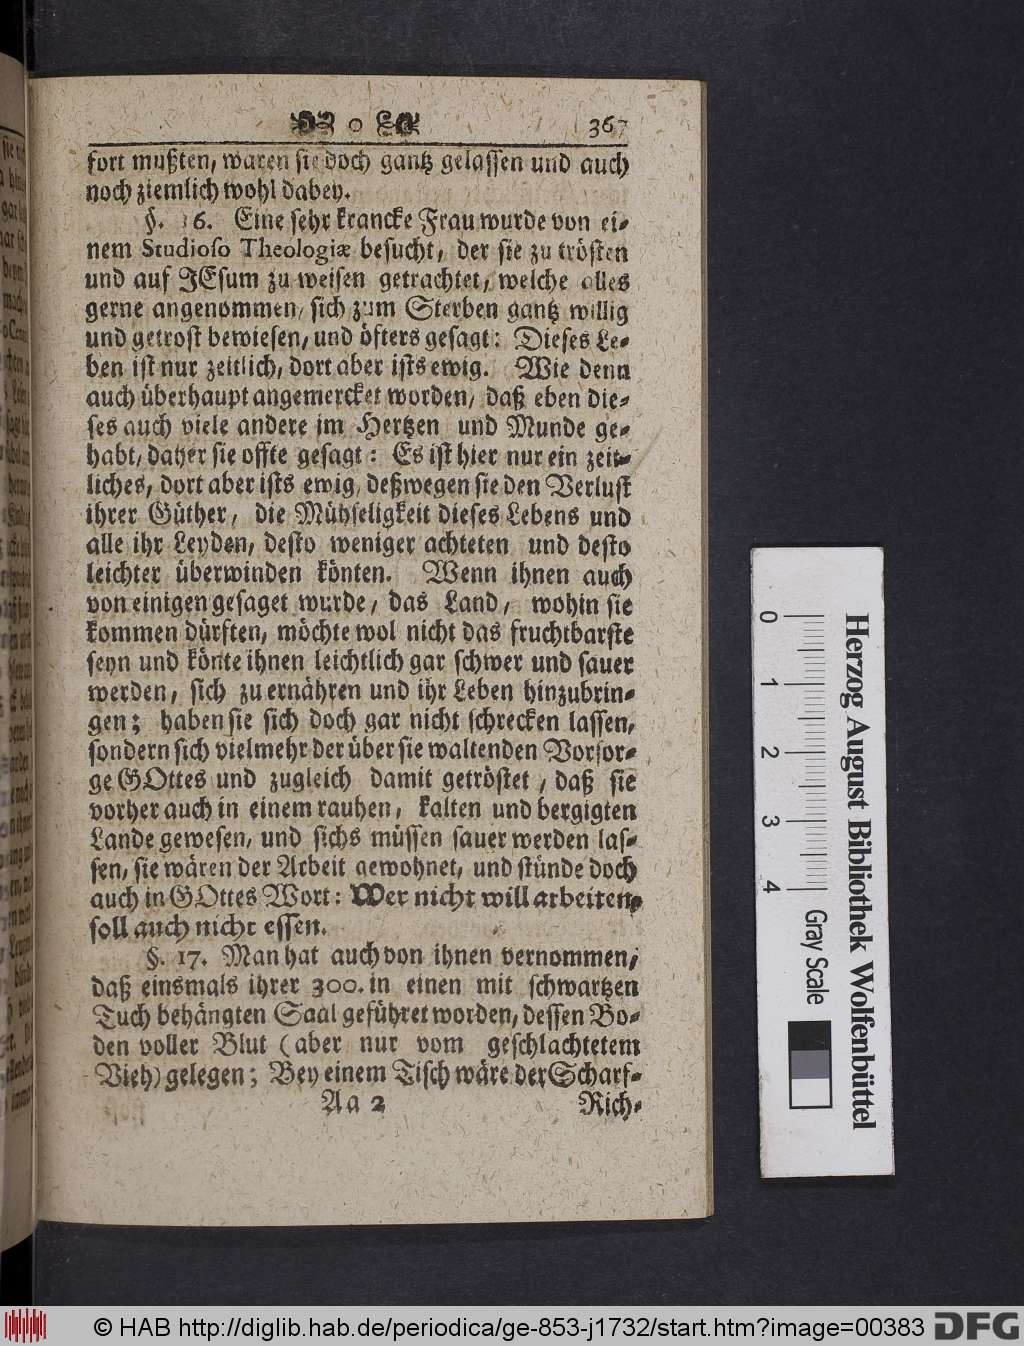 367
fort mußten, waren sie doch gantz gelassen und auch
noch ziemlich wohl dabey.
§. 16. Eine sehr krancke Frau wurde von ei-
nem Studioso Theologiæ besucht, der sie zu trösten
und auf JEsum zu weisen getrachtet, welche alles
gerne angenommen, sich zum Sterben gantz willig
und getrost bewiesen, und öfters gesagt: Dieses Le-
ben ist nur zeitlich, dort aber ists ewig. Wie denn
auch überhaupt angemercket worden, daß eben die-
ses auch viele andere im Hertzen und Munde ge-
habt, daher sie offte gesagt: Es ist hier nur ein zeit-
liches, dort aber ists ewig, deßwegen sie den Verlust
ihrer Güther, die Mühseligkeit dieses Lebens und
alle ihr Leyden, desto weniger achteten und desto
leichter überwinden könten. Wenn ihnen auch
von einigen gesaget wurde, das Land, wohin sie
kommen dürften, möchte wol nicht das fruchtbarste
seyn und könte ihnen leichtlich gar schwer und sauer
werden, sich zu ernähren und ihr Leben hinzubrin-
gen; haben sie sich doch gar nicht schrecken lassen,
sondern sich vielmehr der über sie waltenden Vorsor-
ge GOttes und zugleich damit getröstet, daß sie
vorher auch in einem rauhen, kalten und bergigten
Lande gewesen, und sichs müssen sauer werden las-
sen, sie wären der Arbeit gewohnet, und stünde doch
auch in GOttes Wort: Wer nicht will arbeiten,
soll auch nicht essen.
§. 17. Man hat auch von ihnen vernommen,
daß einsmals ihrer 300. in einen mit schwartzen
Tuch behängten Saal geführet worden, dessen Bo-
den voller Blut (aber nur vom geschlachtetem
Vieh) gelegen; Bey einem Tisch wäre der Scharf-
Aa 2 Rich-
0 1 2 3 4
Gray Scale
Herzog August Bibliothek Wolfenbüttel
© HAB http://diglib.hab.de/periodica/ge-853-j1732/start.htm?image=00383
DFG